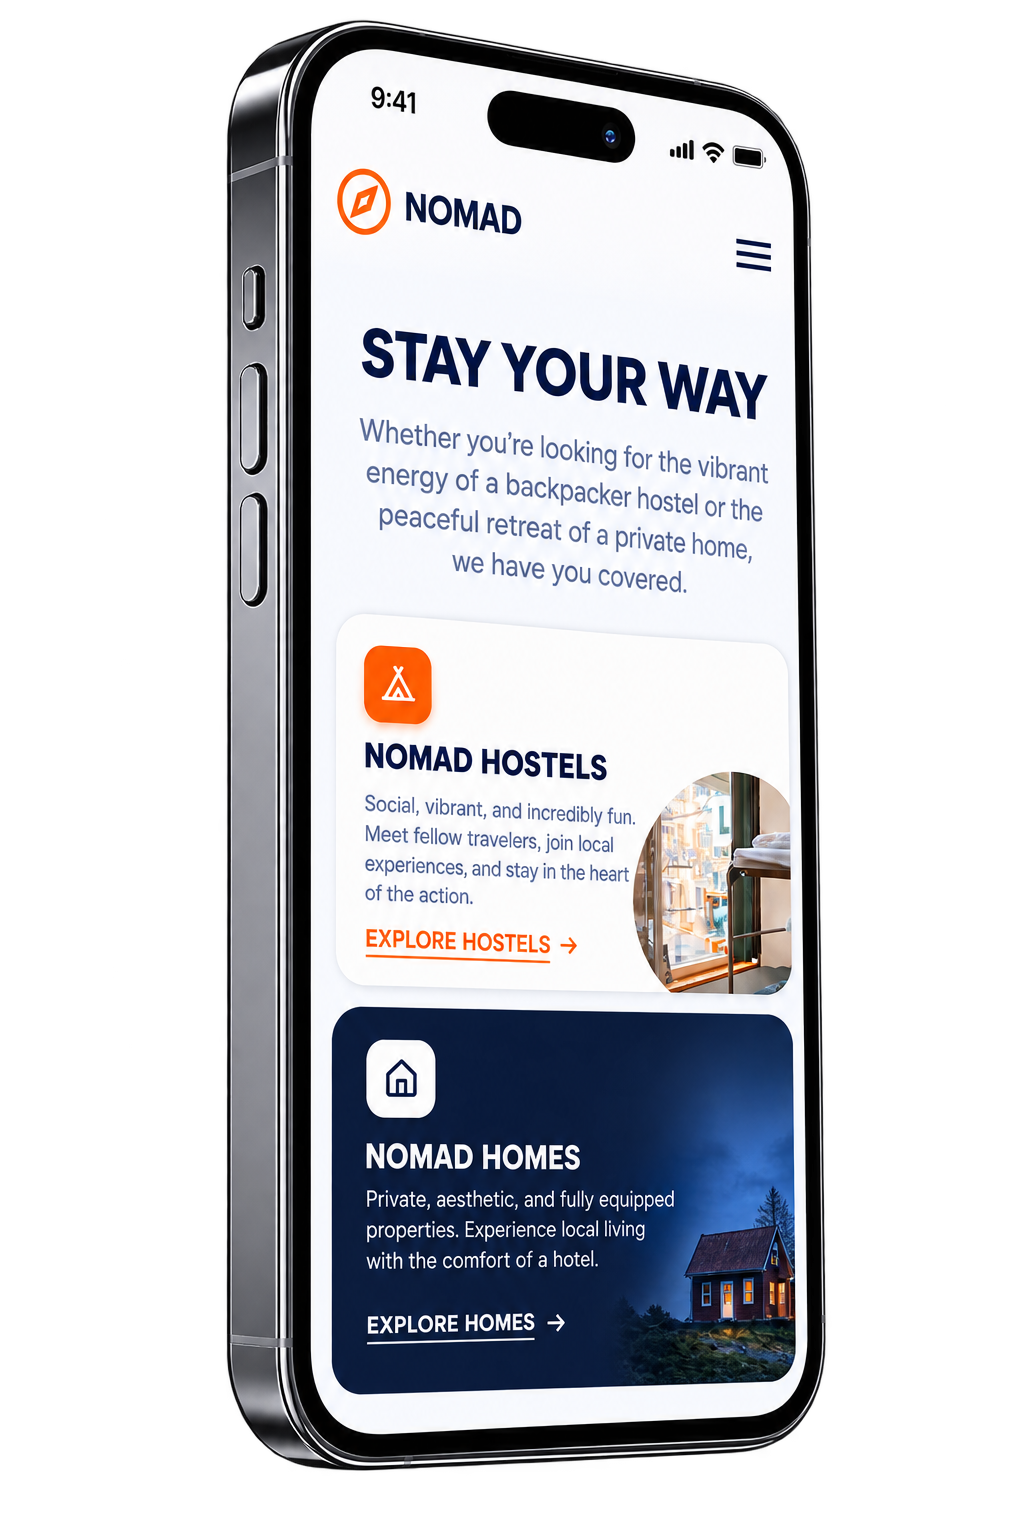 9:41
NOMAD
STAY YOUR WAY
Whether you’re looking for the vibrant
energy of a backpacker hostel or the
peaceful retreat of a private home,
we have you covered.
NOMAD HOSTELS
Social, vibrant, and incredibly fun.
Meet fellow travelers, join local
experiences, and stay in the heart
of the action.
EXPLORE HOSTELS →
NOMAD HOMES
Private, aesthetic, and fully equipped
properties. Experience local living
with the comfort of a hotel.
EXPLORE HOMES →